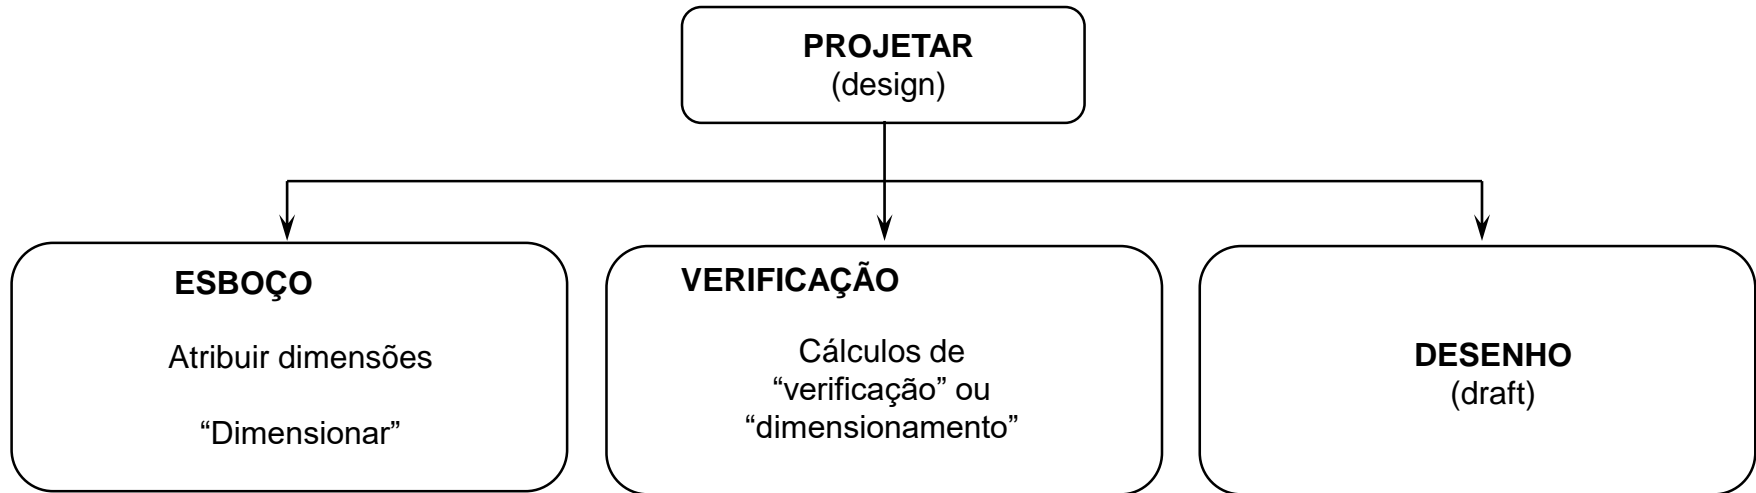 PROJETAR
(design)
ESBOÇO
Atribuir dimensões
“Dimensionar”
VERIFICAÇÃO
Cálculos de
“verificação” ou
“dimensionamento”
DESENHO
(draft)